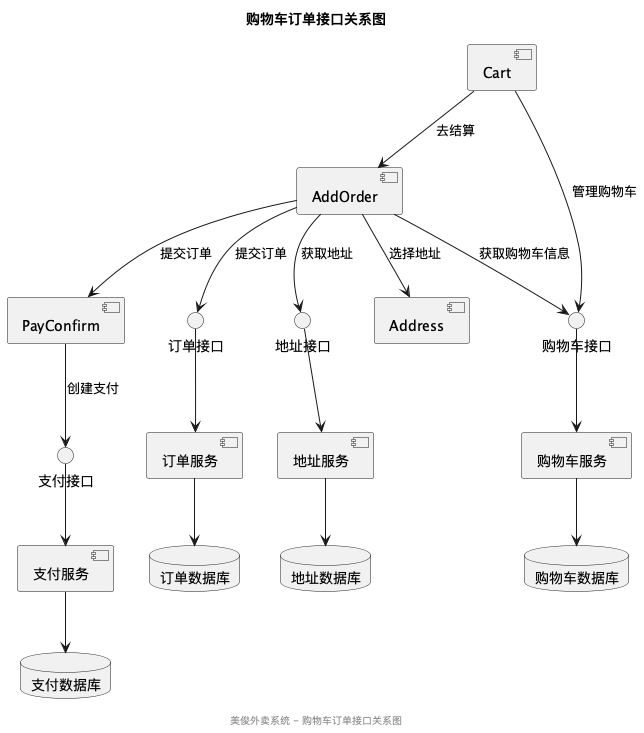 购物车订单接口关系图
Cart
去结算
管理购物车
AddOrder
提交订单
提交订单
获取地址
选择地址
获取购物车信息
PayConfirm
订单接口
地址接口
Address
购物车接口
创建支付
支付接口
订单服务
地址服务
购物车服务
支付服务
订单数据库
地址数据库
购物车数据库
支付数据库
美俊外卖系统 – 购物车订单接口关系图